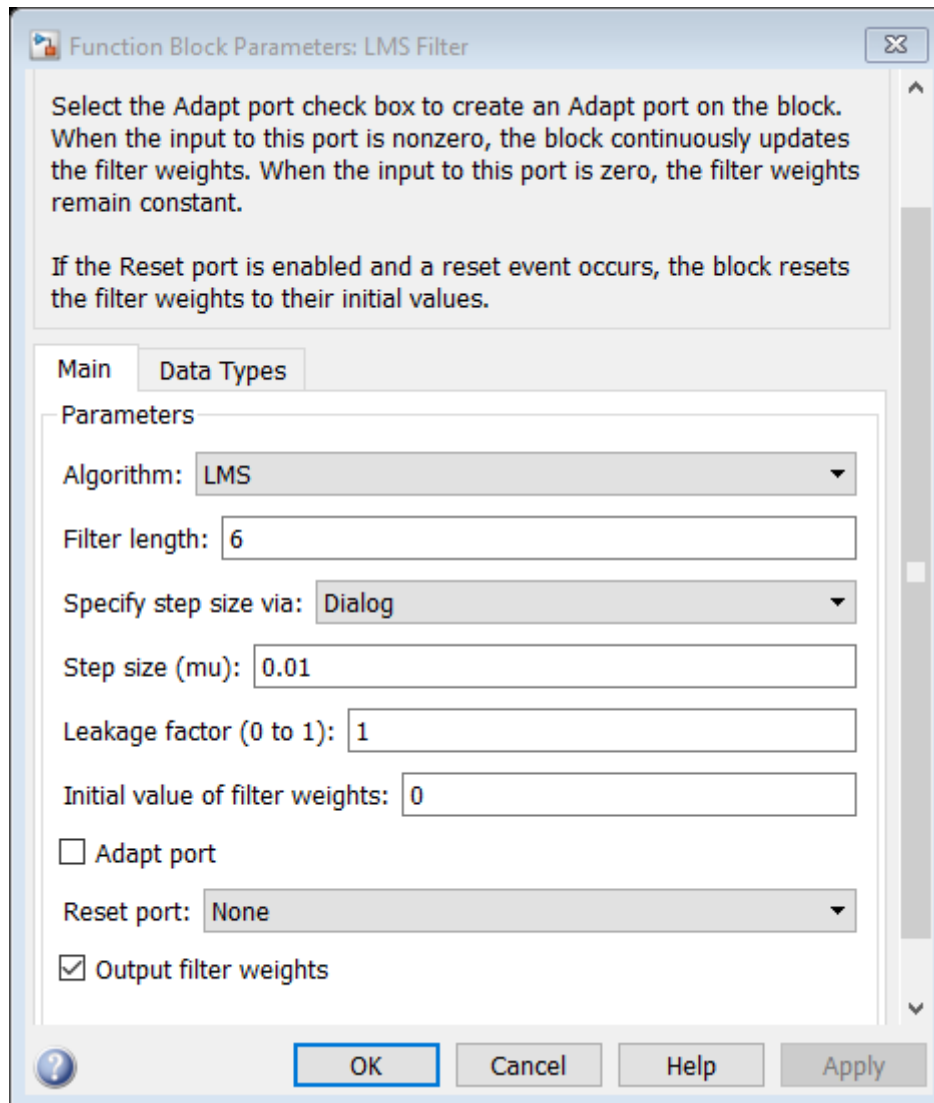 Function Block Parameters: LMS Filter
Select the Adapt port check box to create an Adapt port on the block.
When the input to this port is nonzero, the block continuously updates
the filter weights. When the input to this port is zero, the filter weights
remain constant.
If the Reset port is enabled and a reset event occurs, the block resets
the filter weights to their initial values.
Main Data Types
Parameters
Algorithm: LMS
Filter length: 6
Specify step size via: Dialog
Step size (mu): 0.01
Leakage factor (0 to 1): 1
Initial value of filter weights: 0
Adapt port
Reset port: None
Output filter weights
? OK Cancel Help Apply